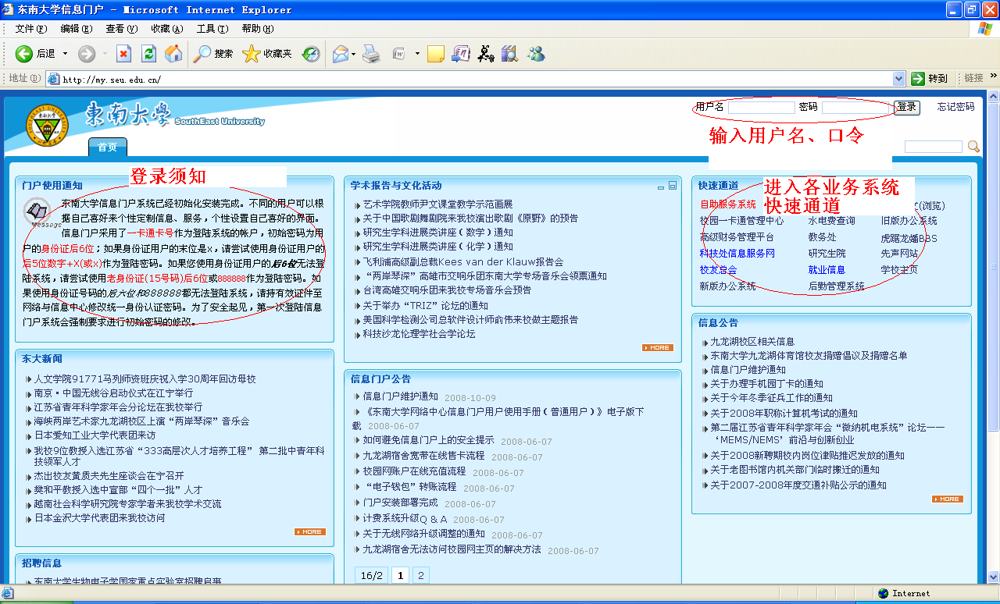 东南大学信息门户 - Microsoft Internet Explorer
文件(F) 编辑(E) 查看(V) 收藏(A) 工具(T) 帮助(H)
后退 搜索 收藏夹
地址(D) http://my.seu.edu.cn/ 转到 链接 »
東南大學 SouthEast University
用户名 密码 登录 忘记密码
输入用户名、口令
首页
登录须知
门户使用通知
东南大学信息门户系统已经初始化安装完成。不同的用户可以根
据自己喜好来个性定制信息、服务，个性设置自己喜好的界面。
Message
信息门户采用了一卡通卡号作为登陆系统的帐户，初始密码为用
户的身份证后6位；如果身份证用户的末位是x，请尝试使用身份证用户的
后5位数字+X(或x)作为登陆密码。如果您使用身份证用户的后6位无法登
陆系统，请尝试使用老身份证(15号码)后6位或888888作为登陆密码。如
果使用身份证号码的后六位和888888都无法登陆系统，请持有效证件至
网络与信息中心修改统一身份认证密码。为了安全起见，第一次登陆信息
门户系统会强制要求进行初始密码的修改。
东大新闻
人文学院91771马列师资班庆祝入学30周年回访母校
南京·中国无线谷启动仪式在江宁举行
江苏省青年科学家年会分论坛在我校举行
海峡两岸艺术家九龙湖校区上演“两岸琴深”音乐会
日本爱知工业大学代表团来访
我校9位教授入选江苏省“333高层次人才培养工程” 第二批中青年科
技领军人才
杰出校友黄质夫先生座谈会在宁召开
樊和平教授入选中宣部“四个一批”人才
越南社会科学研究院专家学者来我校学术交流
日本金沢大学代表团来我校访问
MORE
招聘信息
东南大学生物电子学国家重点实验室招聘启事
学术报告与文化活动
艺术学院教师尹文课堂教学示范画展
关于中国歌剧舞剧院来我校演出歌剧《原野》的预告
研究生学科进展类讲座（数学）通知
研究生学科进展类讲座（化学）通知
飞利浦高级副总裁Kees van der Klauw报告会
“两岸琴深”高雄市交响乐团东南大学专场音乐会领票通知
台湾高雄交响乐团来我校专场音乐会预告
关于举办“TRIZ”论坛的通知
美国科学检测公司总软件设计师俞伟来校做主题报告
科技沙龙伦理学社会学论坛
MORE
信息门户公告
信息门户维护通知 2008-10-09
《东南大学网络中心信息门户用户使用手册（普通用户）》电子版下
载 2008-06-07
如何避免信息门户上的安全提示 2008-06-07
九龙湖宿舍宽带在线售卡流程 2008-06-07
校园网账户在线充值流程 2008-06-07
“电子钱包”转账流程 2008-06-07
门户安装部署完成 2008-06-07
计费系统升级Q & A 2008-06-07
关于无线网络升级调整的通知 2008-06-07
九龙湖宿舍无法访问校园网主页的解决方法 2008-06-07
16/2 1 2
快速通道
进入各业务系统
快速通道
自助服务系统 (浏览)
校园一卡通管理中心 水电费查询 旧版办公系统
高级财务管理平台 教务处 虎踞龙蟠BBS
科技处信息服务网 研究生院 先声网站
校友总会 就业信息 学校主页
新版办公系统 后勤管理系统
信息公告
九龙湖校区相关信息
东南大学九龙湖体育馆校友捐赠倡议及捐赠名单
信息门户维护通知
关于办理手机园丁卡的通知
关于今年冬季征兵工作的通知
关于2008年职称计算机考试的通知
第二届江苏省青年科学家年会“微纳机电系统”论坛——
‘MEMS/NEMS’前沿与创新创业
关于2008新聘期校内岗位津贴推迟发放的通知
关于老图书馆内机关部门临时搬迁的通知
关于2007-2008年度交通补贴公示的通知
MORE
Internet